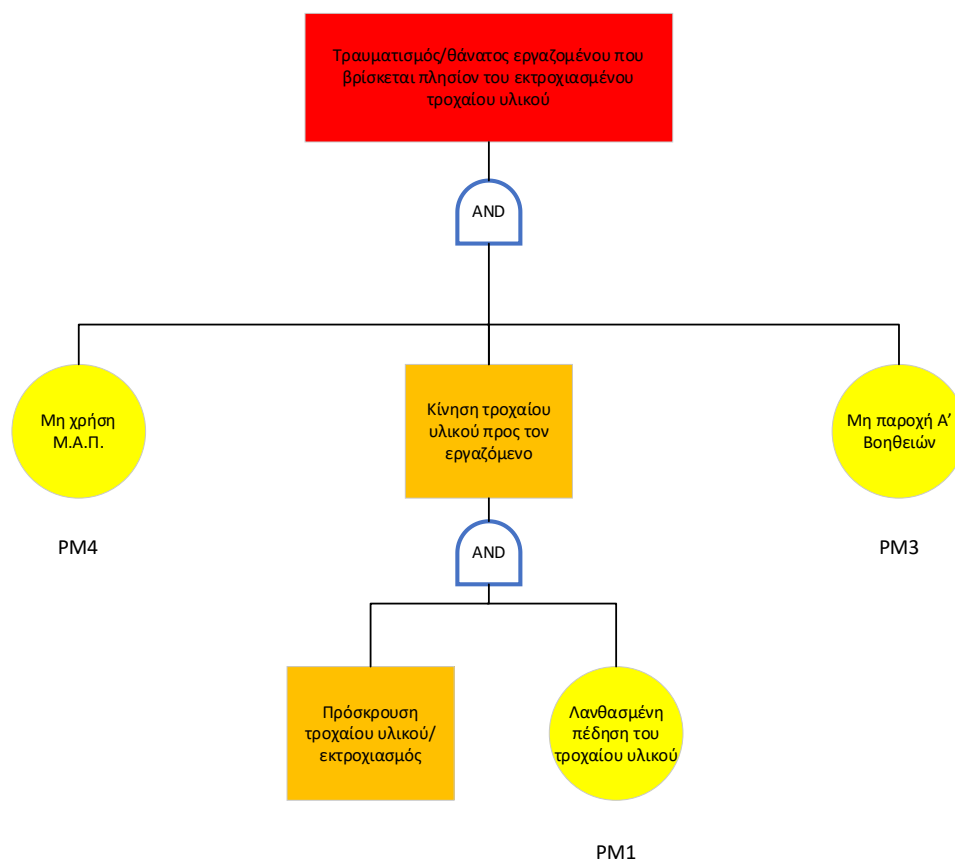 Τραυματισμός/θάνατος εργαζομένου που
βρίσκεται πλησίον του εκτροχιασμένου
τροχαίου υλικού
AND
Μη χρήση
Μ.Α.Π.
Κίνηση τροχαίου
υλικού προς τον
εργαζόμενο
Μη παροχή Α’
Βοηθειών
PM4
PM3
AND
Πρόσκρουση
τροχαίου υλικού/
εκτροχιασμός
Λανθασμένη
πέδηση του
τροχαίου υλικού
PM1